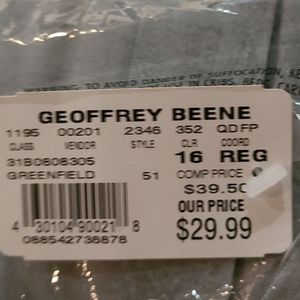 WARNING: TO AVOID DANGER OF SUFFOCATION, KE
GEOFFREY BEENE
1195 00201 2346 352 QDFP
CLASS VENDOR STYLE CLR COORD
31B0808305 16 REG
GREENFIELD 51 COMP PRICE
$39.50
OUR PRICE
$29.99
4 30104 90021 8
088542736878